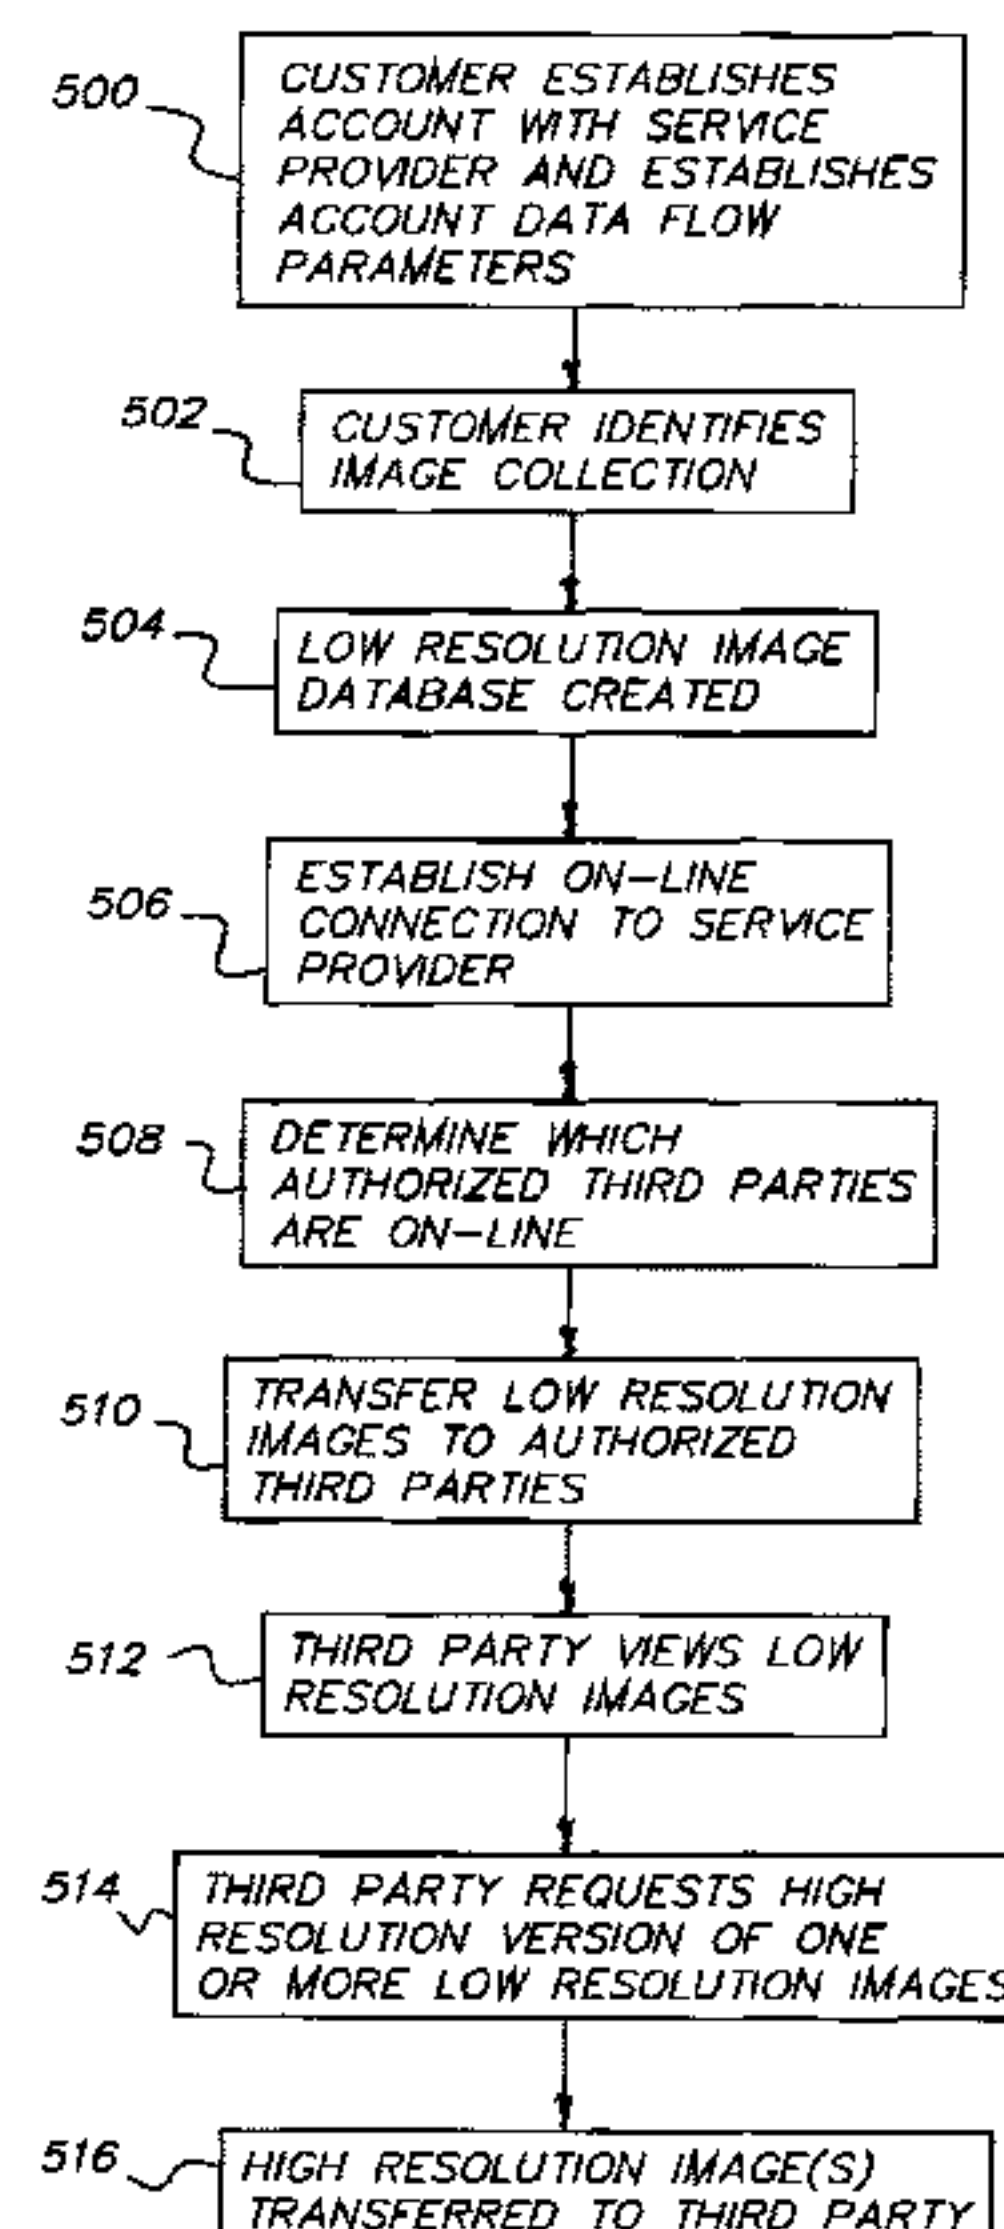 500
CUSTOMER ESTABLISHES
ACCOUNT WITH SERVICE
PROVIDER AND ESTABLISHES
ACCOUNT DATA FLOW
PARAMETERS
502
CUSTOMER IDENTIFIES
IMAGE COLLECTION
504
LOW RESOLUTION IMAGE
DATABASE CREATED
506
ESTABLISH ON-LINE
CONNECTION TO SERVICE
PROVIDER
508
DETERMINE WHICH
AUTHORIZED THIRD PARTIES
ARE ON-LINE
510
TRANSFER LOW RESOLUTION
IMAGES TO AUTHORIZED
THIRD PARTIES
512
THIRD PARTY VIEWS LOW
RESOLUTION IMAGES
514
THIRD PARTY REQUESTS HIGH
RESOLUTION VERSION OF ONE
OR MORE LOW RESOLUTION IMAGES
516
HIGH RESOLUTION IMAGE(S)
TRANSFERRED TO THIRD PARTY